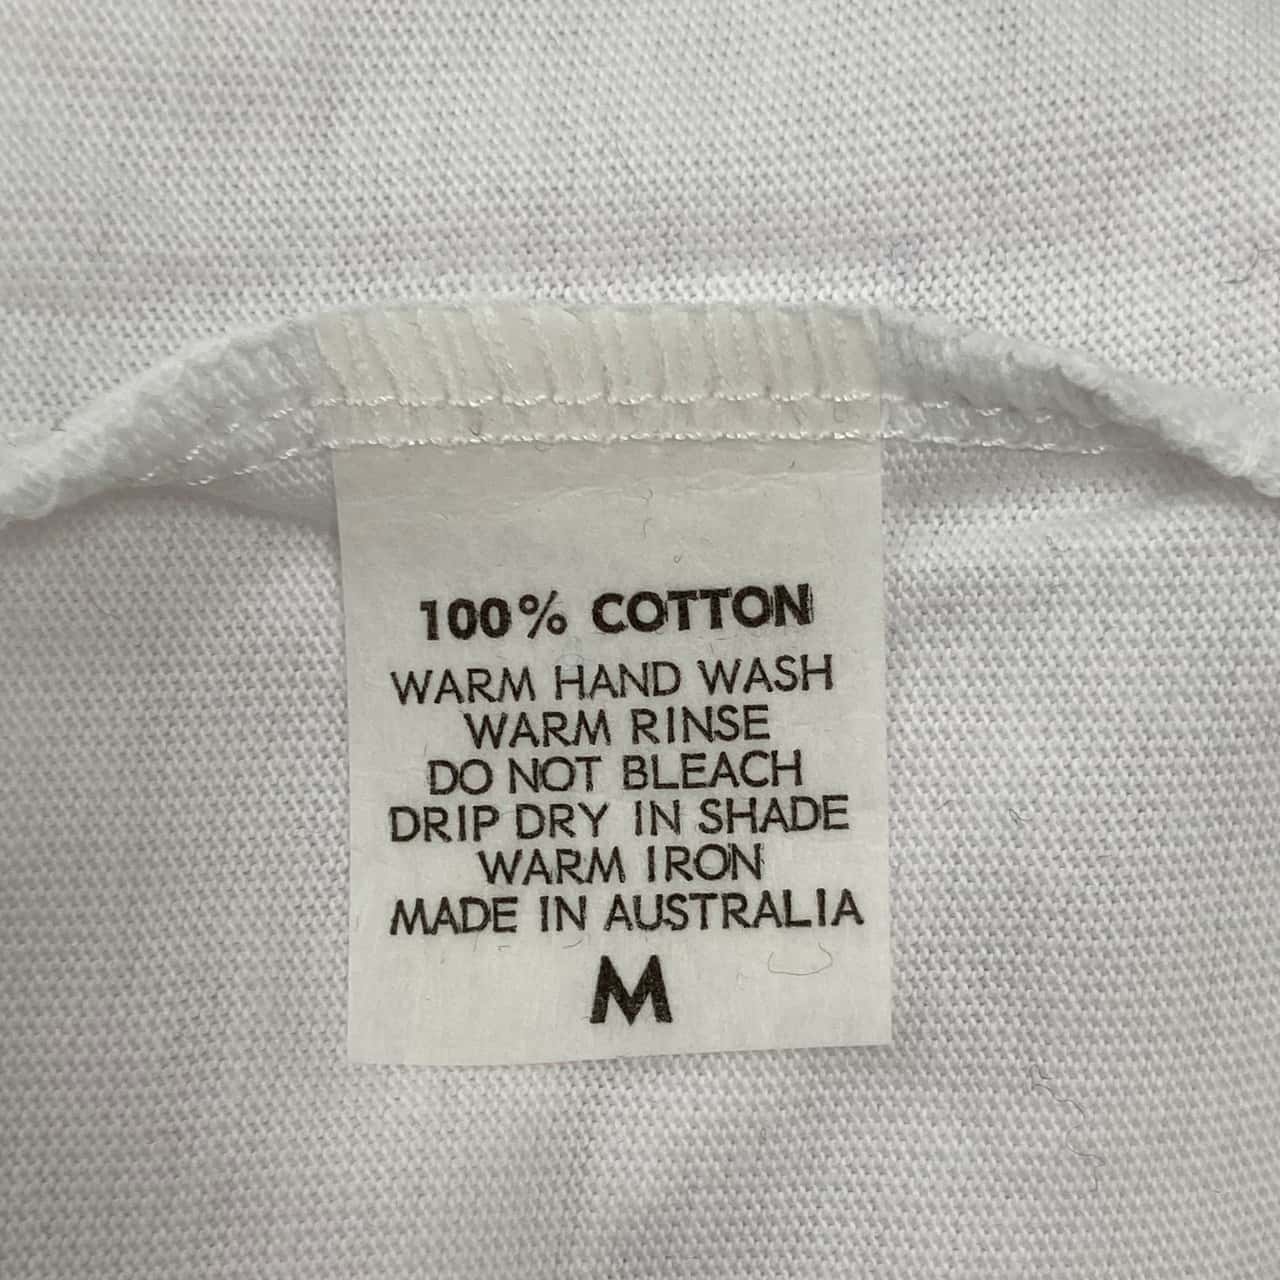 100% COTTON
WARM HAND WASH
WARM RINSE
DO NOT BLEACH
DRIP DRY IN SHADE
WARM IRON
MADE IN AUSTRALIA
M